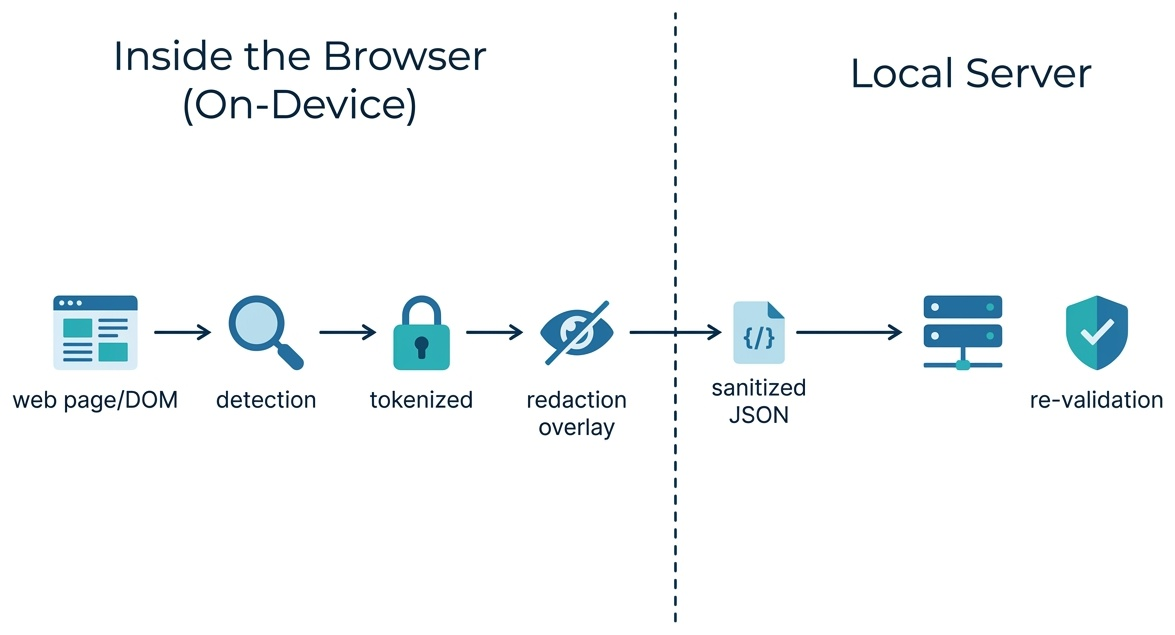 Inside the Browser
(On-Device)
Local Server
web page/DOM
detection
tokenized
redaction
overlay
{/}
sanitized
JSON
re-validation